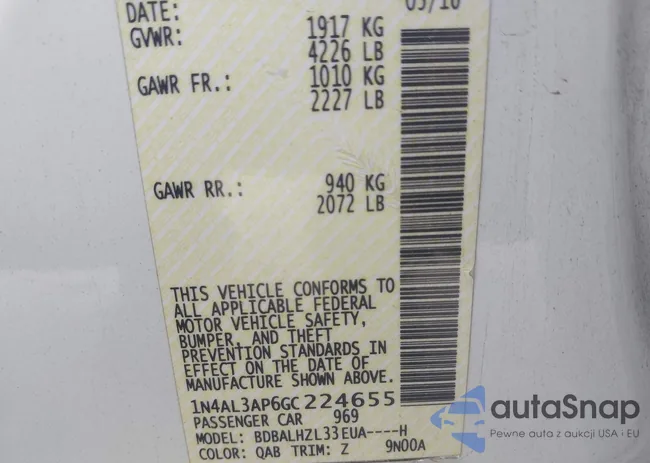 DATE: 05/16
GVWR: 1917 KG
4226 LB
GAWR FR.: 1010 KG
2227 LB
GAWR RR.: 940 KG
2072 LB
THIS VEHICLE CONFORMS TO
ALL APPLICABLE FEDERAL
MOTOR VEHICLE SAFETY,
BUMPER, AND THEFT
PREVENTION STANDARDS IN
EFFECT ON THE DATE OF
MANUFACTURE SHOWN ABOVE.
1N4AL3AP6GC224655
PASSENGER CAR 969
MODEL: BDBALHZL33EUA----H
COLOR: QAB TRIM: Z 9N00A
autoSnap
Pewne auta z aukcji USA i EU